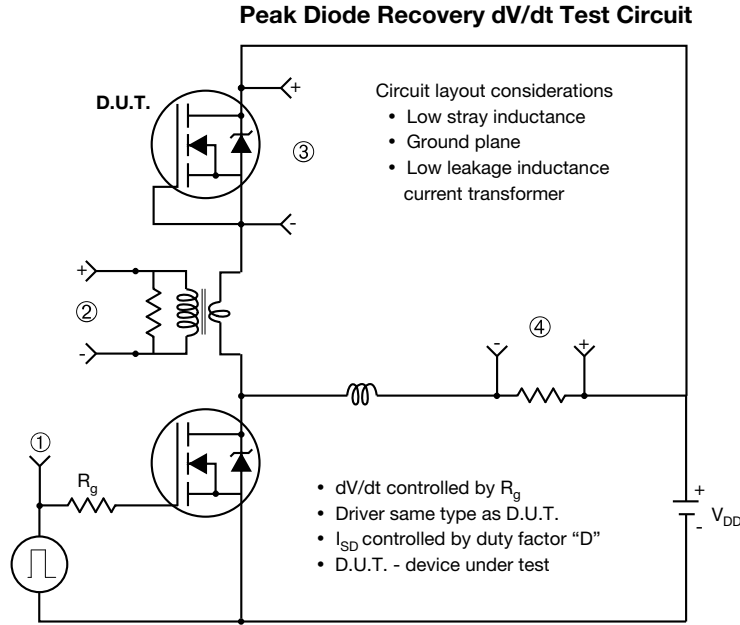 Peak Diode Recovery dV/dt Test Circuit
D.U.T.
+
③
-
Circuit layout considerations
• Low stray inductance
• Ground plane
• Low leakage inductance
current transformer
+
②
-
④
-
+
①
Rg
• dV/dt controlled by Rg
• Driver same type as D.U.T.
• ISD controlled by duty factor “D”
• D.U.T. - device under test
+
VDD
-